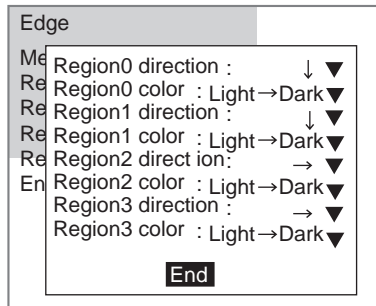 Edge
Me
Re
Re
Re
Re
En
Region0 direction : ↓ ▼
Region0 color : Light→Dark▼
Region1 direction : ↓ ▼
Region1 color : Light→Dark▼
Region2 direct ion: → ▼
Region2 color : Light→Dark▼
Region3 direction : → ▼
Region3 color : Light→Dark▼
End